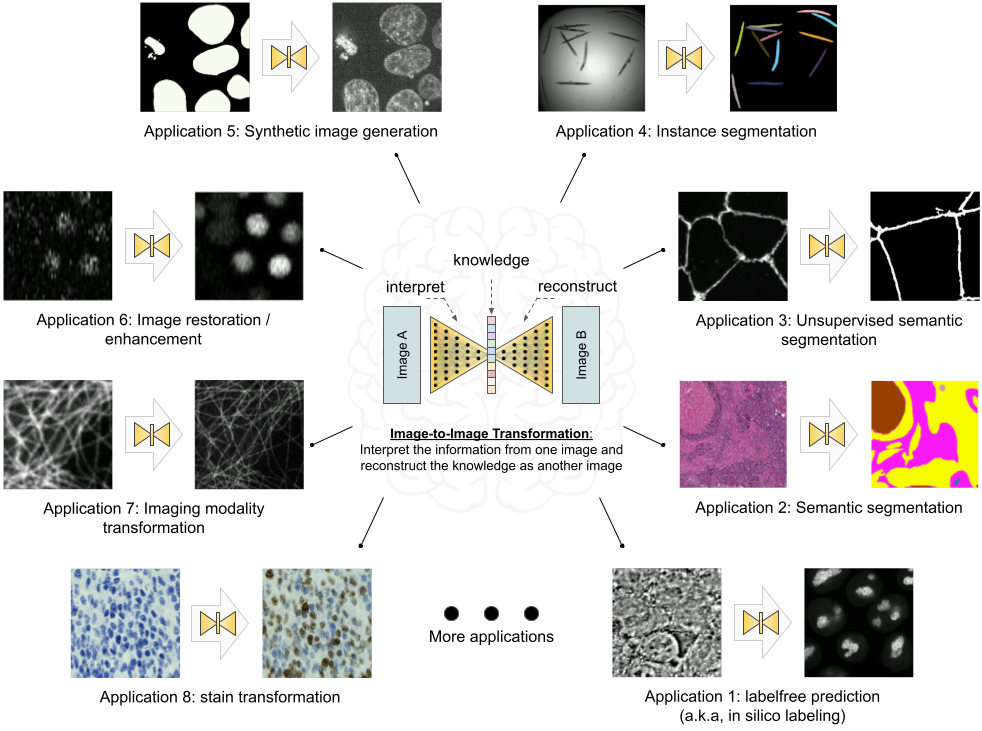 Application 5: Synthetic image generation
Application 4: Instance segmentation
Application 6: Image restoration /
enhancement
knowledge
interpret
reconstruct
Image A
Image B
Application 3: Unsupervised semantic
segmentation
Image-to-Image Transformation:
Interpret the information from one image and
reconstruct the knowledge as another image
Application 7: Imaging modality
transformation
Application 2: Semantic segmentation
More applications
Application 8: stain transformation
Application 1: labelfree prediction
(a.k.a, in silico labeling)